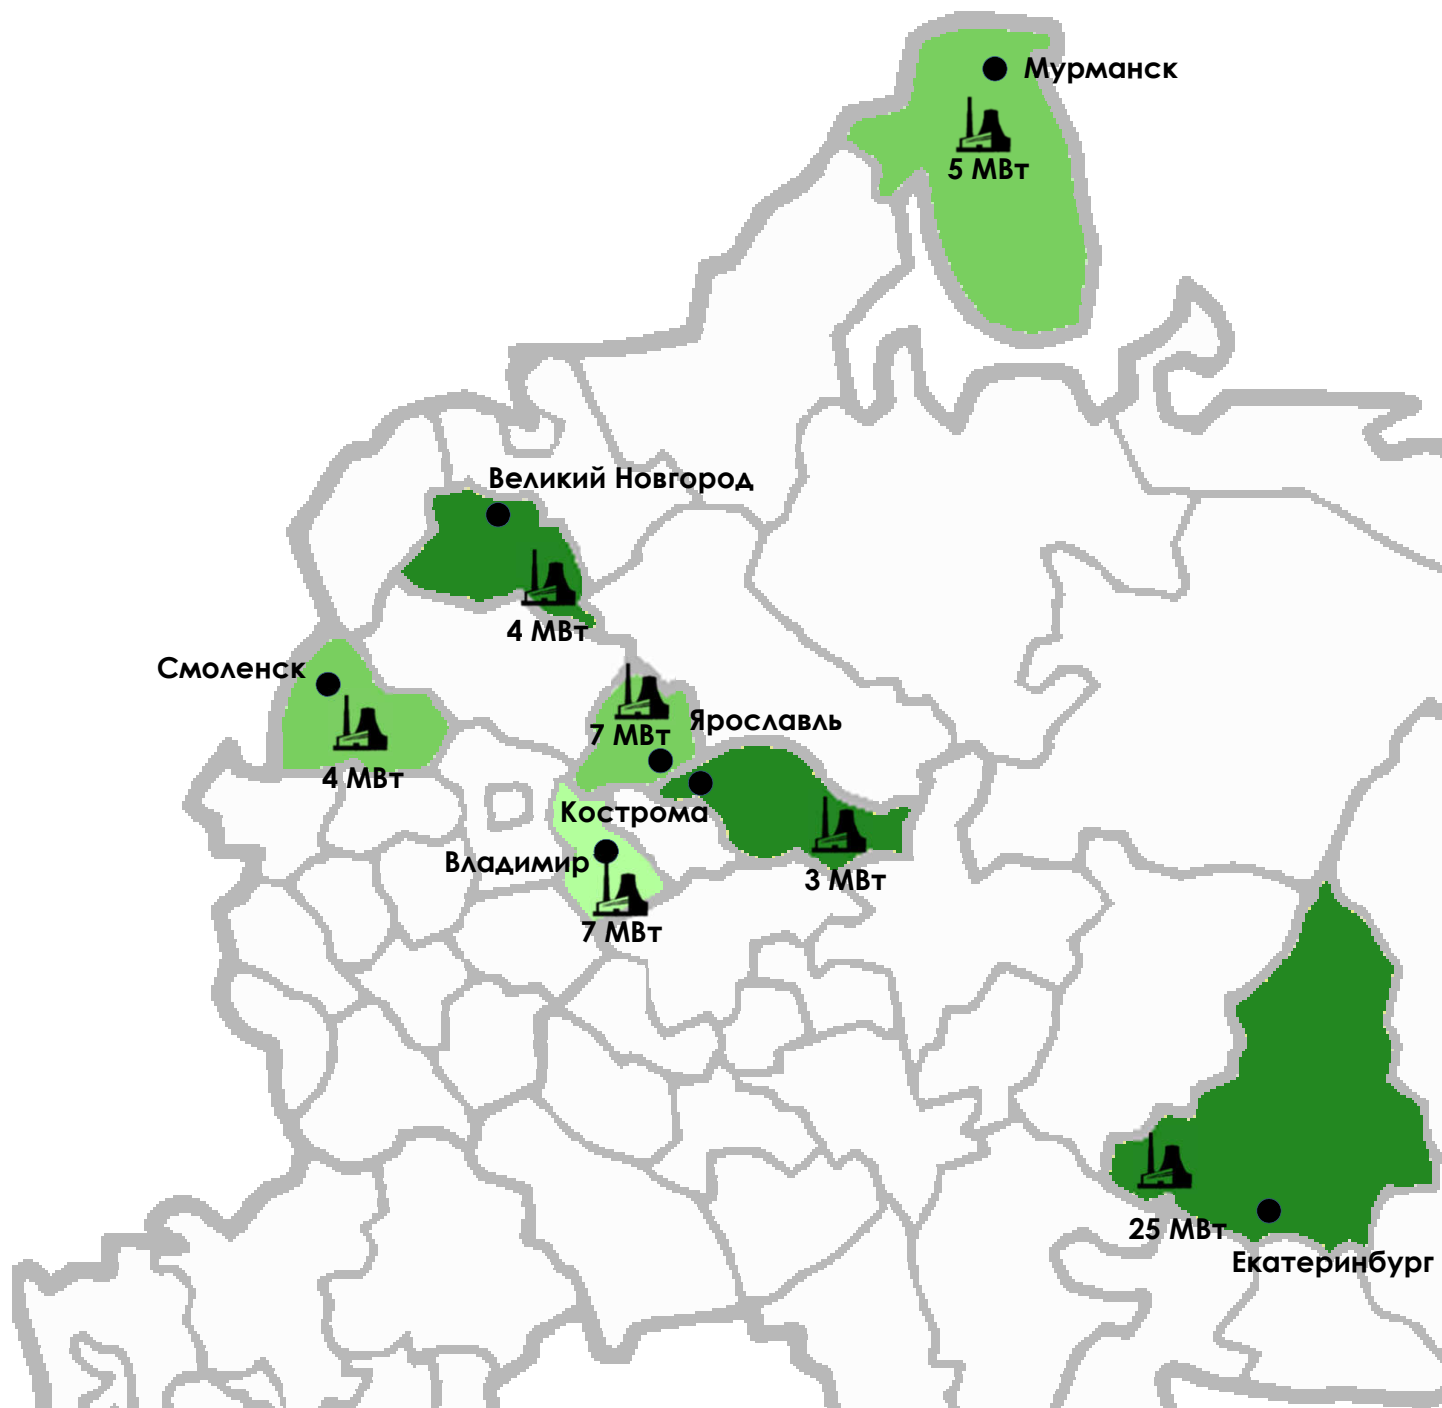 Мурманск
5 МВт
Великий Новгород
4 МВт
Смоленск
4 МВт
7 МВт
Ярославль
Кострома
3 МВт
Владимир
7 МВт
25 МВт
Екатеринбург